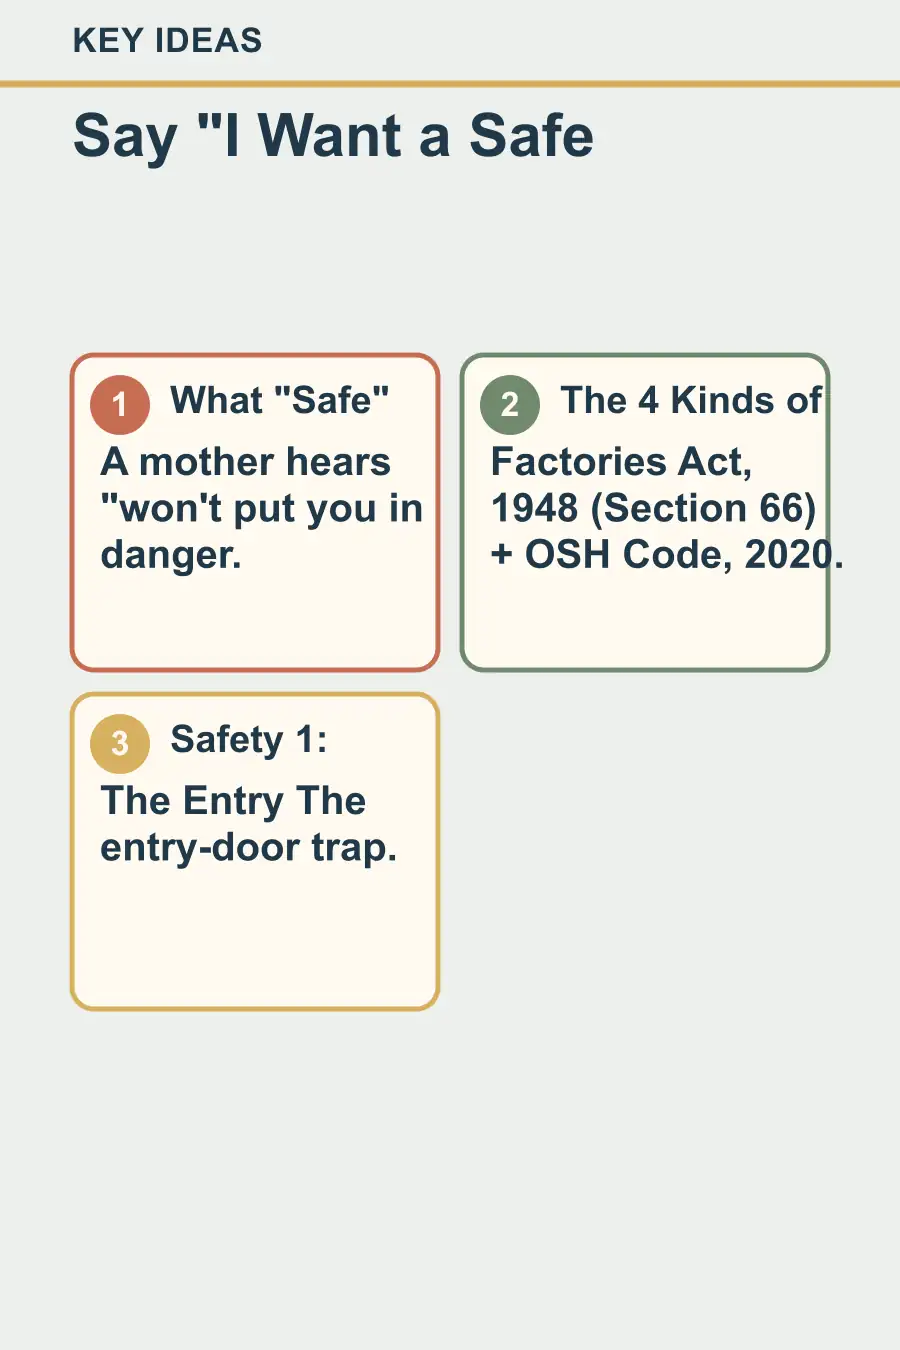 KEY IDEAS
Say "I Want a Safe
1 What "Safe"
A mother hears
"won't put you in
danger.
2 The 4 Kinds of
Factories Act,
1948 (Section 66)
+ OSH Code, 2020.
3 Safety 1:
The Entry The
entry-door trap.